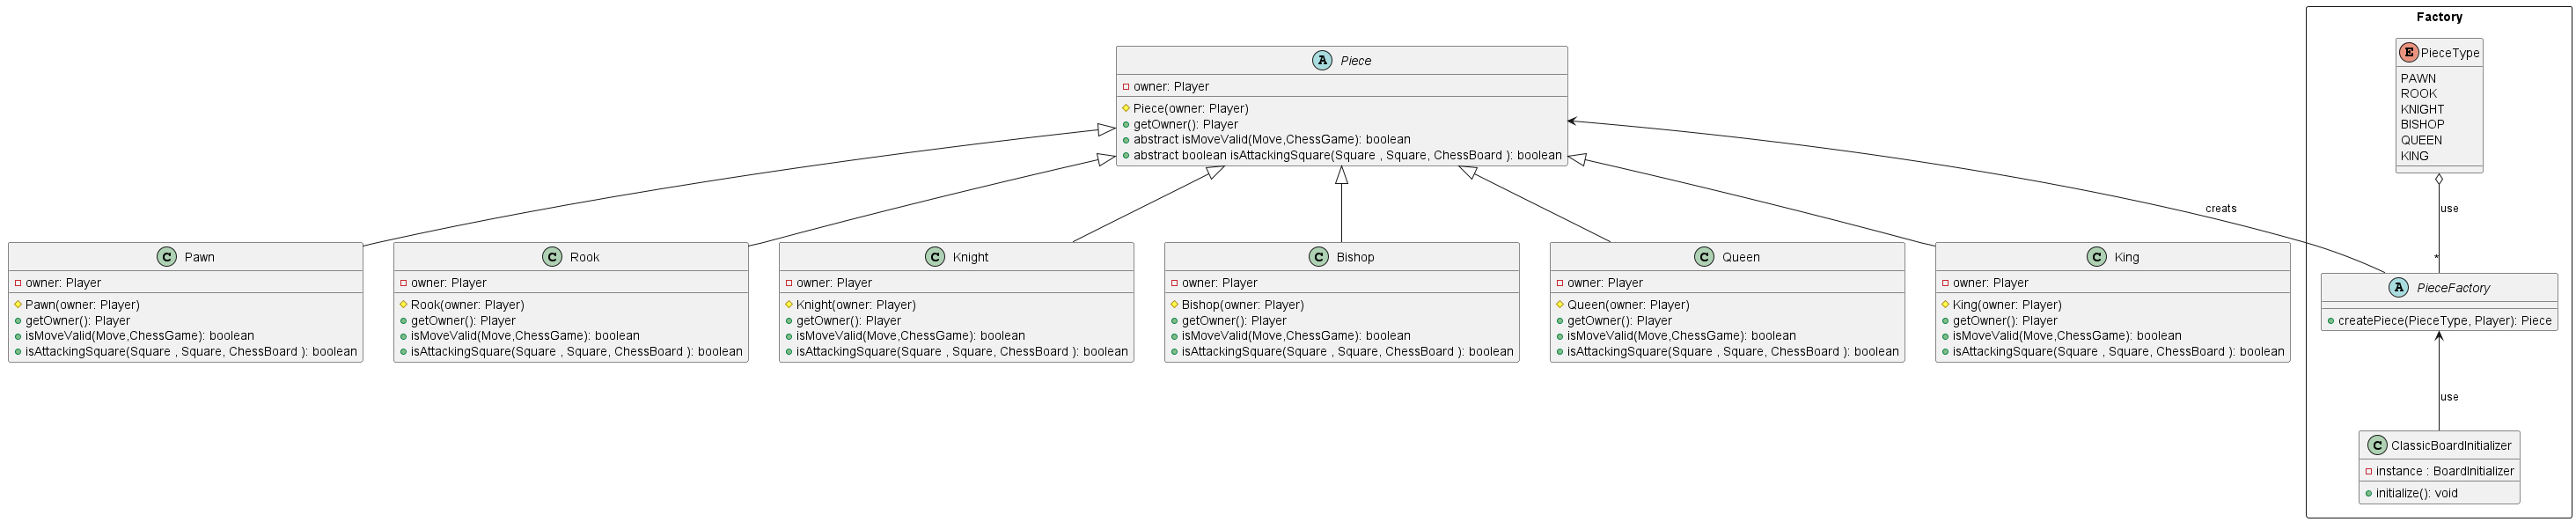 Factory
E PieceType
PAWN
ROOK
KNIGHT
BISHOP
QUEEN
KING
A Piece
owner: Player
Piece(owner: Player)
getOwner(): Player
abstract isMoveValid(Move,ChessGame): boolean
abstract boolean isAttackingSquare(Square , Square, ChessBoard ): boolean
creats
use
*
C Pawn
owner: Player
Pawn(owner: Player)
getOwner(): Player
isMoveValid(Move,ChessGame): boolean
isAttackingSquare(Square , Square, ChessBoard ): boolean
C Rook
owner: Player
Rook(owner: Player)
getOwner(): Player
isMoveValid(Move,ChessGame): boolean
isAttackingSquare(Square , Square, ChessBoard ): boolean
C Knight
owner: Player
Knight(owner: Player)
getOwner(): Player
isMoveValid(Move,ChessGame): boolean
isAttackingSquare(Square , Square, ChessBoard ): boolean
C Bishop
owner: Player
Bishop(owner: Player)
getOwner(): Player
isMoveValid(Move,ChessGame): boolean
isAttackingSquare(Square , Square, ChessBoard ): boolean
C Queen
owner: Player
Queen(owner: Player)
getOwner(): Player
isMoveValid(Move,ChessGame): boolean
isAttackingSquare(Square , Square, ChessBoard ): boolean
C King
owner: Player
King(owner: Player)
getOwner(): Player
isMoveValid(Move,ChessGame): boolean
isAttackingSquare(Square , Square, ChessBoard ): boolean
A PieceFactory
createPiece(PieceType, Player): Piece
use
C ClassicBoardInitializer
instance : BoardInitializer
initialize(): void